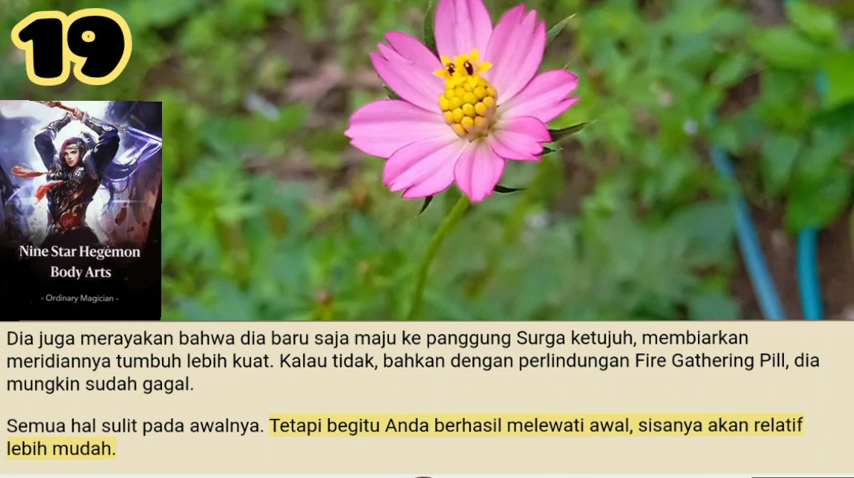 19
Nine Star Hegemon
Body Arts
- Ordinary Magician -
Dia juga merayakan bahwa dia baru saja maju ke panggung Surga ketujuh, membiarkan
meridiannya tumbuh lebih kuat. Kalau tidak, bahkan dengan perlindungan Fire Gathering Pill, dia
mungkin sudah gagal.
Semua hal sulit pada awalnya. Tetapi begitu Anda berhasil melewati awal, sisanya akan relatif
lebih mudah.